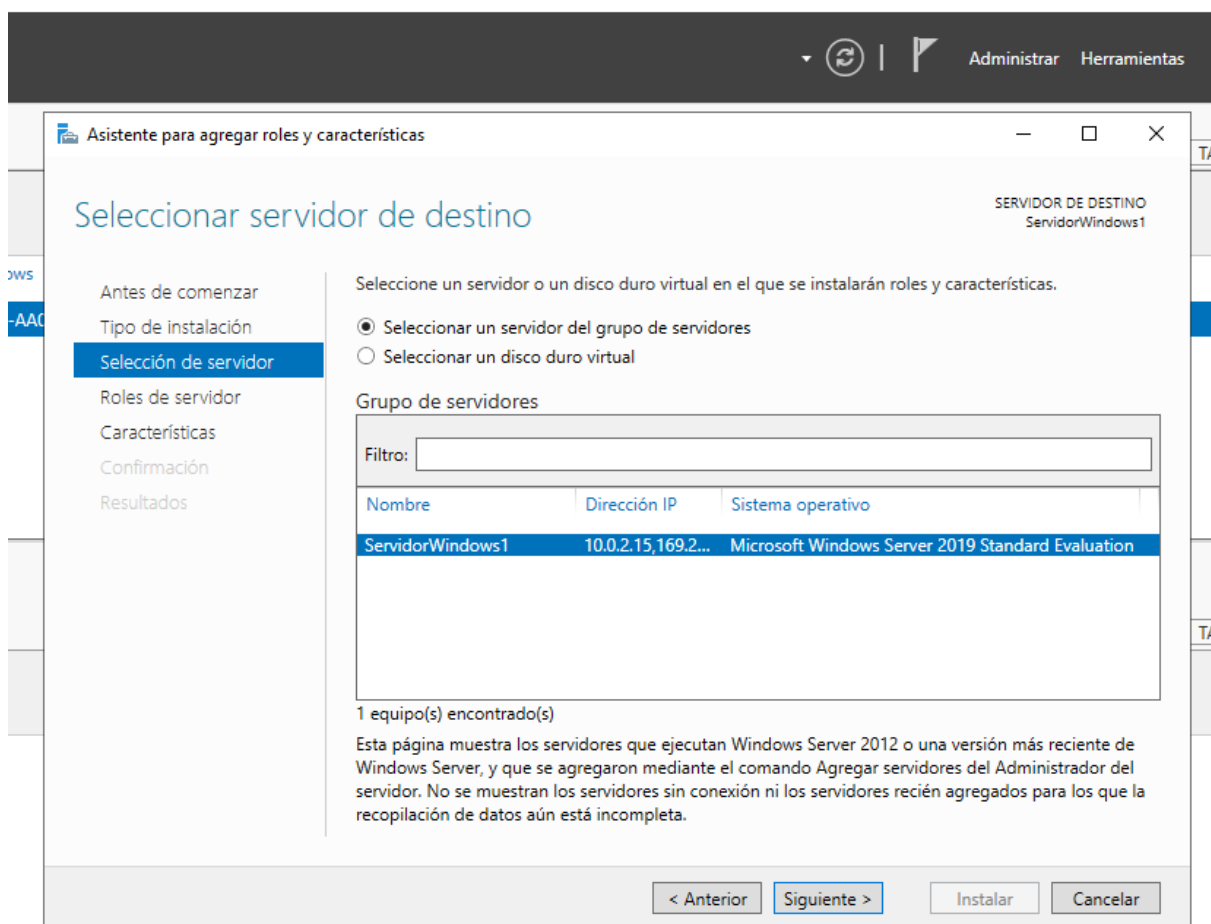 Administrar Herramientas
Asistente para agregar roles y características
TA
Seleccionar servidor de destino
SERVIDOR DE DESTINO
ServidorWindows1
ows
-AA0
Antes de comenzar
Tipo de instalación
Selección de servidor
Roles de servidor
Características
Confirmación
Resultados
Seleccione un servidor o un disco duro virtual en el que se instalarán roles y características.
Seleccionar un servidor del grupo de servidores
Seleccionar un disco duro virtual
Grupo de servidores
Filtro:
Nombre Dirección IP Sistema operativo
ServidorWindows1 10.0.2.15,169.2... Microsoft Windows Server 2019 Standard Evaluation
TA
1 equipo(s) encontrado(s)
Esta página muestra los servidores que ejecutan Windows Server 2012 o una versión más reciente de
Windows Server, y que se agregaron mediante el comando Agregar servidores del Administrador del
servidor. No se muestran los servidores sin conexión ni los servidores recién agregados para los que la
recopilación de datos aún está incompleta.
< Anterior Siguiente > Instalar Cancelar